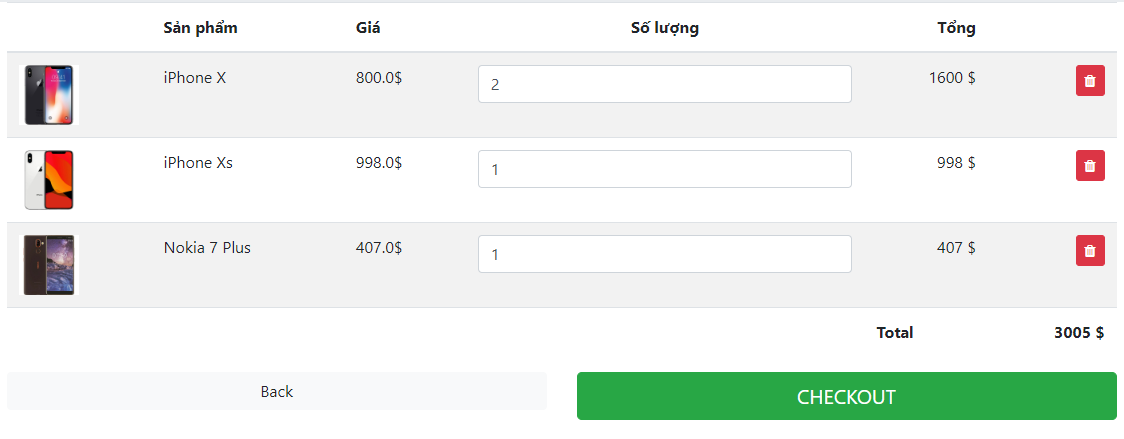 Sản phẩm Giá Số lượng Tổng
iPhone X 800.0$ 2 1600 $
iPhone Xs 998.0$ 1 998 $
Nokia 7 Plus 407.0$ 1 407 $
Total 3005 $
Back CHECKOUT